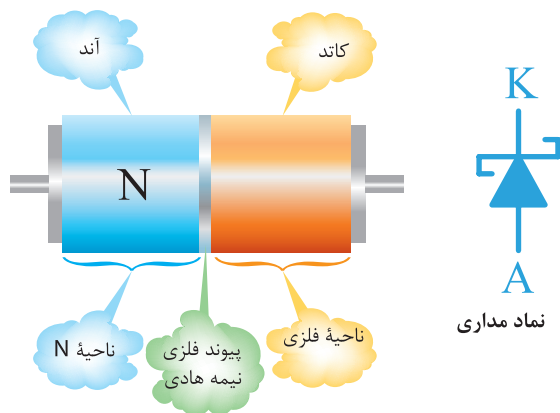 آند
کاتد
N
K
A
ناحیهٔ N
پیوند فلزی
نیمه هادی
ناحیهٔ فلزی
نماد مداری